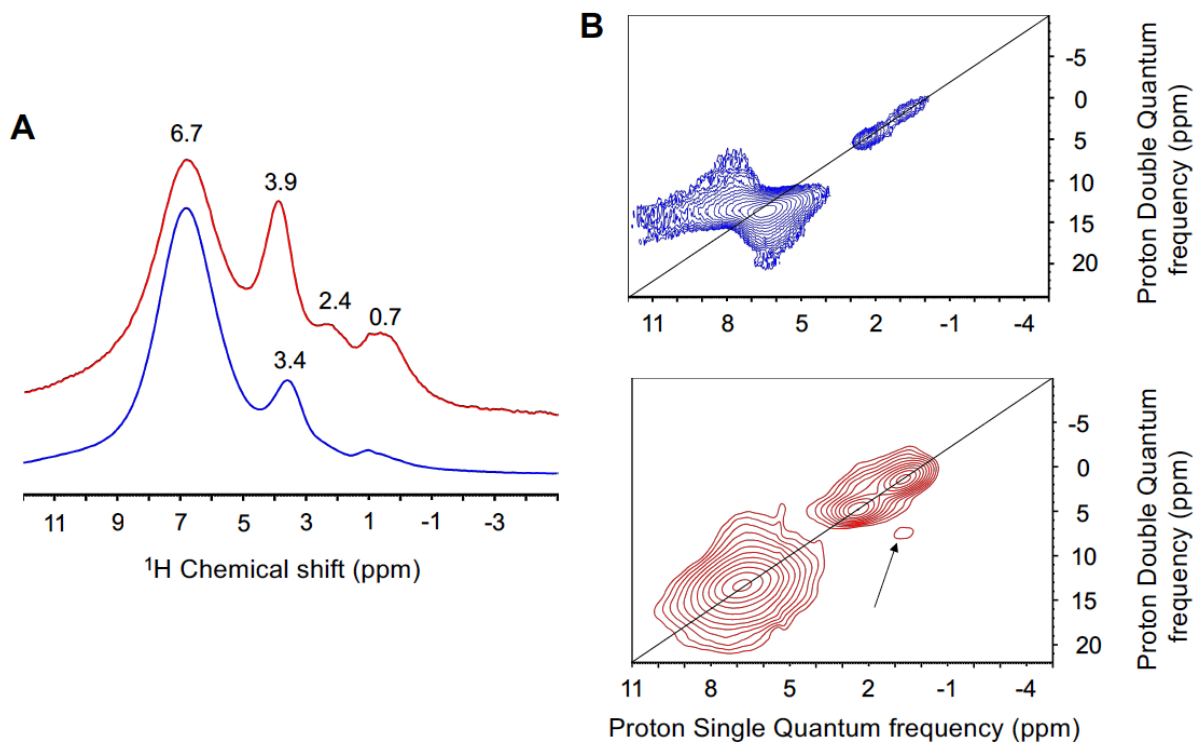 A
6.7
3.9
2.4
0.7
3.4
11 9 7 5 3 1 -1 -3
1H Chemical shift (ppm)
B
-5
0
5
10
15
20
11 8 5 2 -1 -4
Proton Double Quantum
frequency (ppm)
-5
0
5
10
15
20
11 8 5 2 -1 -4
Proton Double Quantum
frequency (ppm)
Proton Single Quantum frequency (ppm)